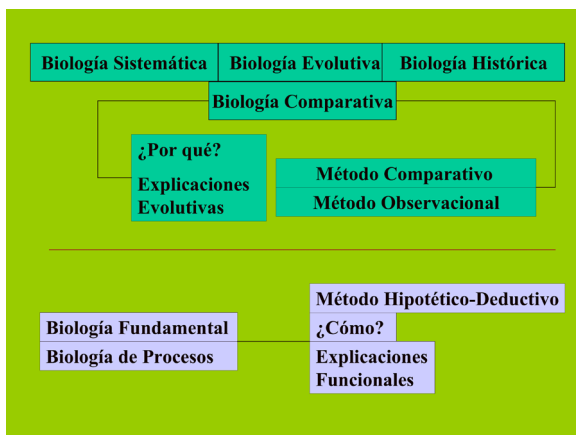 Biología Sistemática
Biología Evolutiva
Biología Histórica
Biología Comparativa
¿Por qué?
Explicaciones
Evolutivas
Método Comparativo
Método Observacional
Biología Fundamental
Biología de Procesos
Método Hipotético-Deductivo
¿Cómo?
Explicaciones
Funcionales